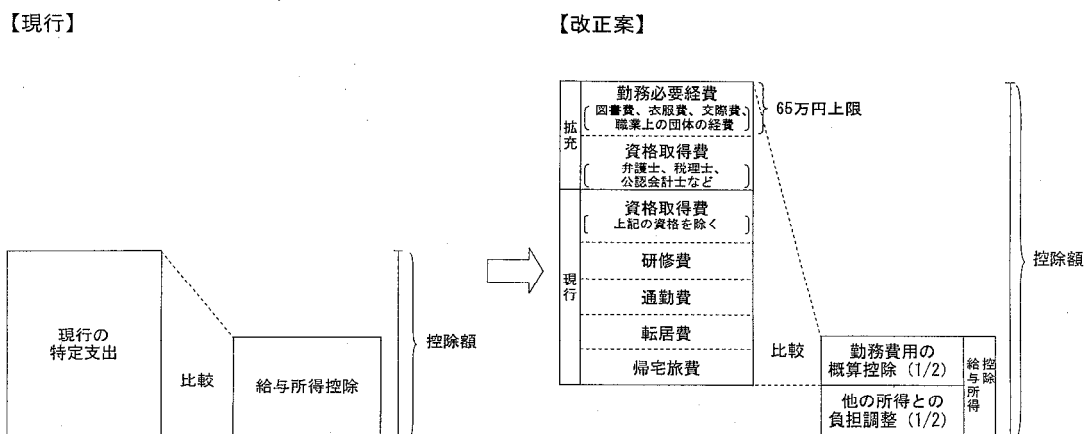 【現行】
現行の
特定支出
比較
給与所得控除
控除額
【改正案】
拡充
勤務必要経費
図書費、衣服費、交際費、
職業上の団体の経費
65万円上限
資格取得費
弁護士、税理士、
公認会計士など
現行
資格取得費
上記の資格を除く
研修費
通勤費
転居費
帰宅旅費
比較
勤務費用の
概算控除（1/2）
他の所得との
負担調整（1/2）
給与所得
控除
控除額